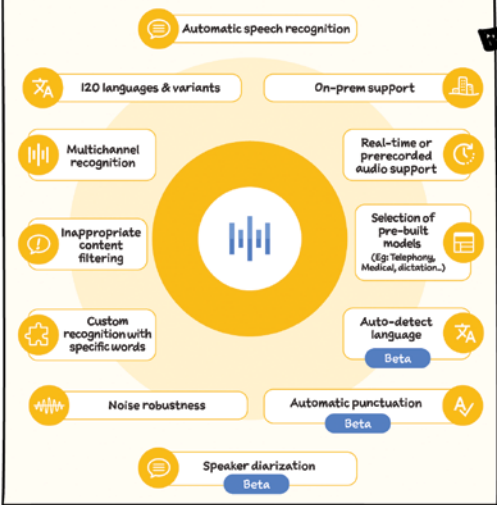 Automatic speech recognition
120 languages & variants
On-prem support
Multichannel
recognition
Real-time or
prerecorded
audio support
Inappropriate
content
filtering
Selection of
pre-built
models
(Eg: Telephony,
Medical, dictation...)
Custom
recognition with
specific words
Auto-detect
language
Beta
Noise robustness
Automatic punctuation
Beta
Speaker diarization
Beta